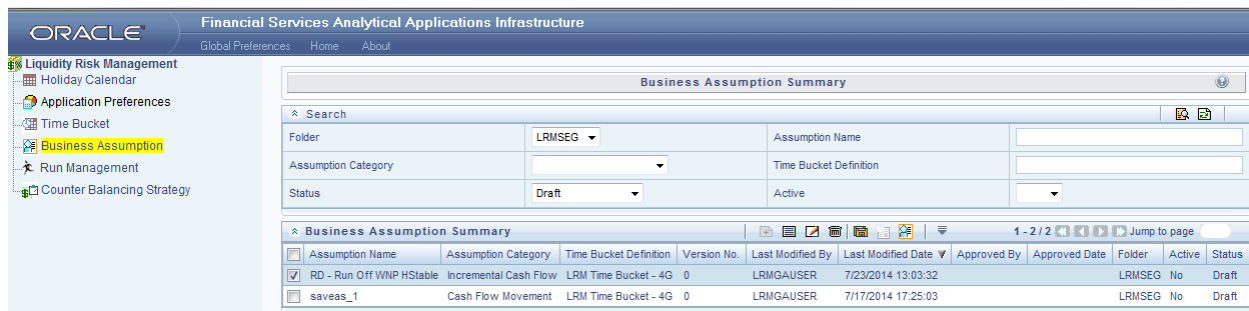 ORACLE
Financial Services Analytical Applications Infrastructure
Global Preferences Home About
Liquidity Risk Management
Holiday Calendar
Application Preferences
Time Bucket
Business Assumption
Run Management
Counter Balancing Strategy
Business Assumption Summary
Search
Folder LRMSEG Assumption Name
Assumption Category Time Bucket Definition
Status Draft Active
Business Assumption Summary 1 - 2 / 2 Jump to page
Assumption Name Assumption Category Time Bucket Definition Version No. Last Modified By Last Modified Date Approved By Approved Date Folder Active Status
RD - Run Off WNP HStable Incremental Cash Flow LRM Time Bucket - 4G 0 LRMGAUSER 7/23/2014 13:03:32 LRMSEG No Draft
saveas_1 Cash Flow Movement LRM Time Bucket - 4G 0 LRMGAUSER 7/17/2014 17:25:03 LRMSEG No Draft